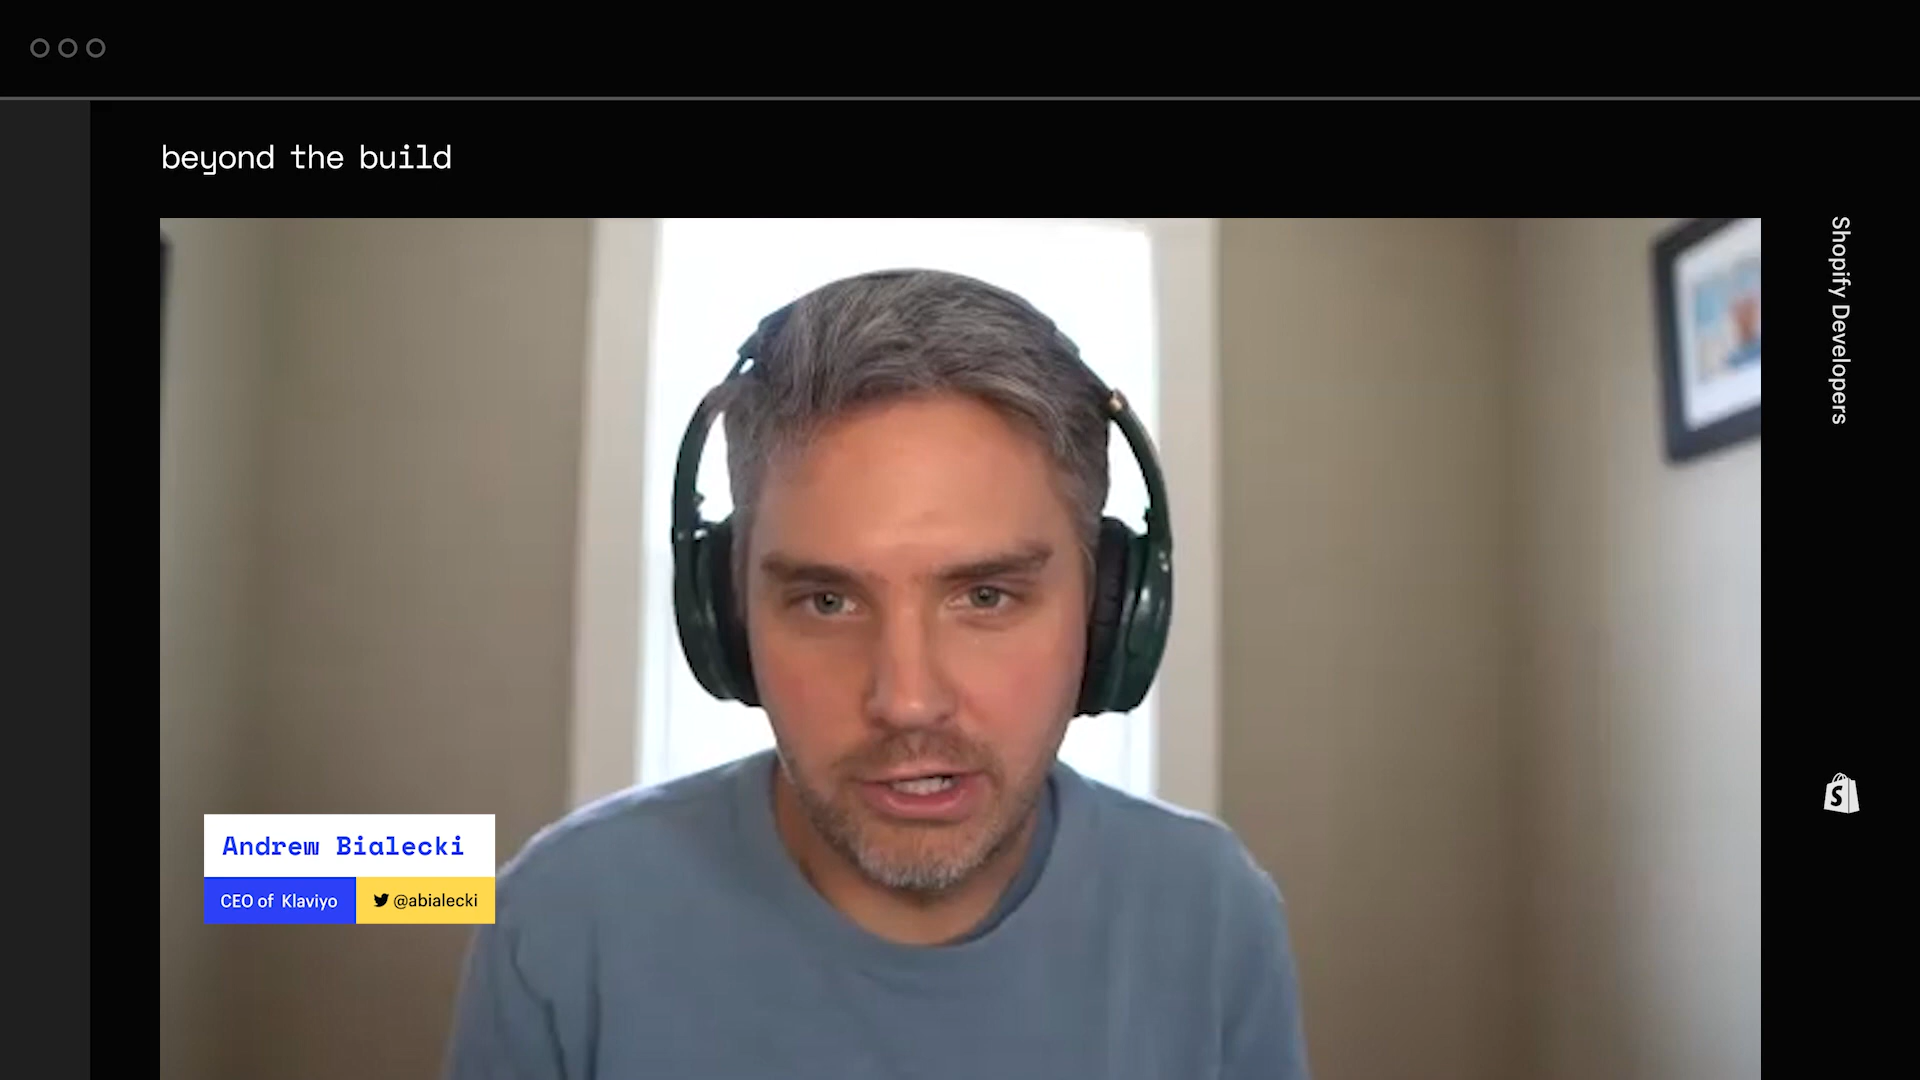 beyond the build
Shopify Developers
Andrew Bialecki
CEO of Klaviyo
@abialecki